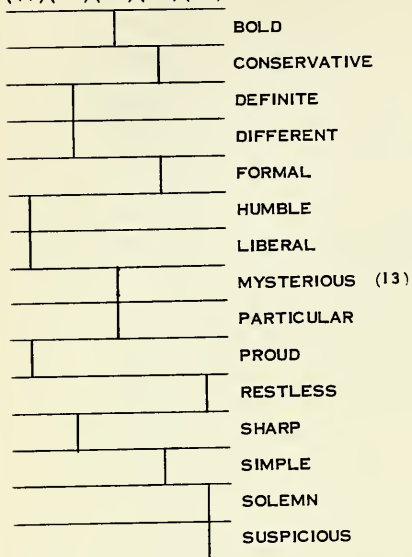 BOLD
CONSERVATIVE
DEFINITE
DIFFERENT
FORMAL
HUMBLE
LIBERAL
MYSTERIOUS (13)
PARTICULAR
PROUD
RESTLESS
SHARP
SIMPLE
SOLEMN
SUSPICIOUS